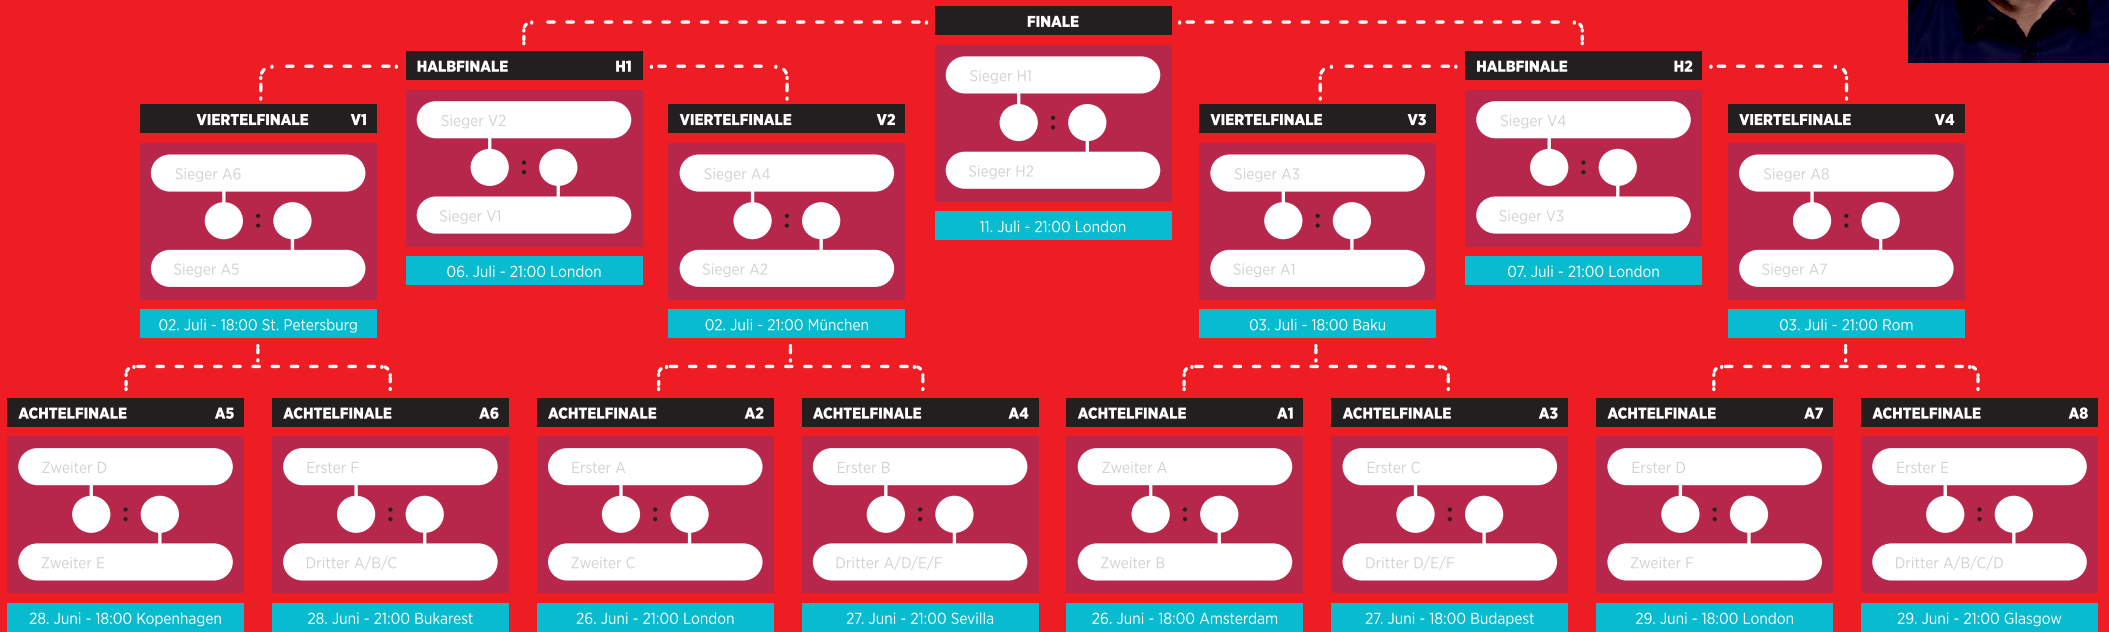 FINALE
Sieger H1
:
Sieger H2
11. Juli - 21:00 London
HALBFINALE H1
Sieger V2
:
Sieger V1
06. Juli - 21:00 London
HALBFINALE H2
Sieger V4
:
Sieger V3
07. Juli - 21:00 London
VIERTELFINALE V1
Sieger A6
:
Sieger A5
02. Juli - 18:00 St. Petersburg
VIERTELFINALE V2
Sieger A4
:
Sieger A2
02. Juli - 21:00 München
VIERTELFINALE V3
Sieger A3
:
Sieger A1
03. Juli - 18:00 Baku
VIERTELFINALE V4
Sieger A8
:
Sieger A7
03. Juli - 21:00 Rom
ACHTELFINALE A5
Zweiter D
:
Zweiter E
28. Juni - 18:00 Kopenhagen
ACHTELFINALE A6
Erster F
:
Dritter A/B/C
28. Juni - 21:00 Bukarest
ACHTELFINALE A2
Erster A
:
Zweiter C
26. Juni - 21:00 London
ACHTELFINALE A4
Erster B
:
Dritter A/D/E/F
27. Juni - 21:00 Sevilla
ACHTELFINALE A1
Zweiter A
:
Zweiter B
26. Juni - 18:00 Amsterdam
ACHTELFINALE A3
Erster C
:
Dritter D/E/F
27. Juni - 18:00 Budapest
ACHTELFINALE A7
Erster D
:
Zweiter F
29. Juni - 18:00 London
ACHTELFINALE A8
Erster E
:
Dritter A/B/C/D
29. Juni - 21:00 Glasgow